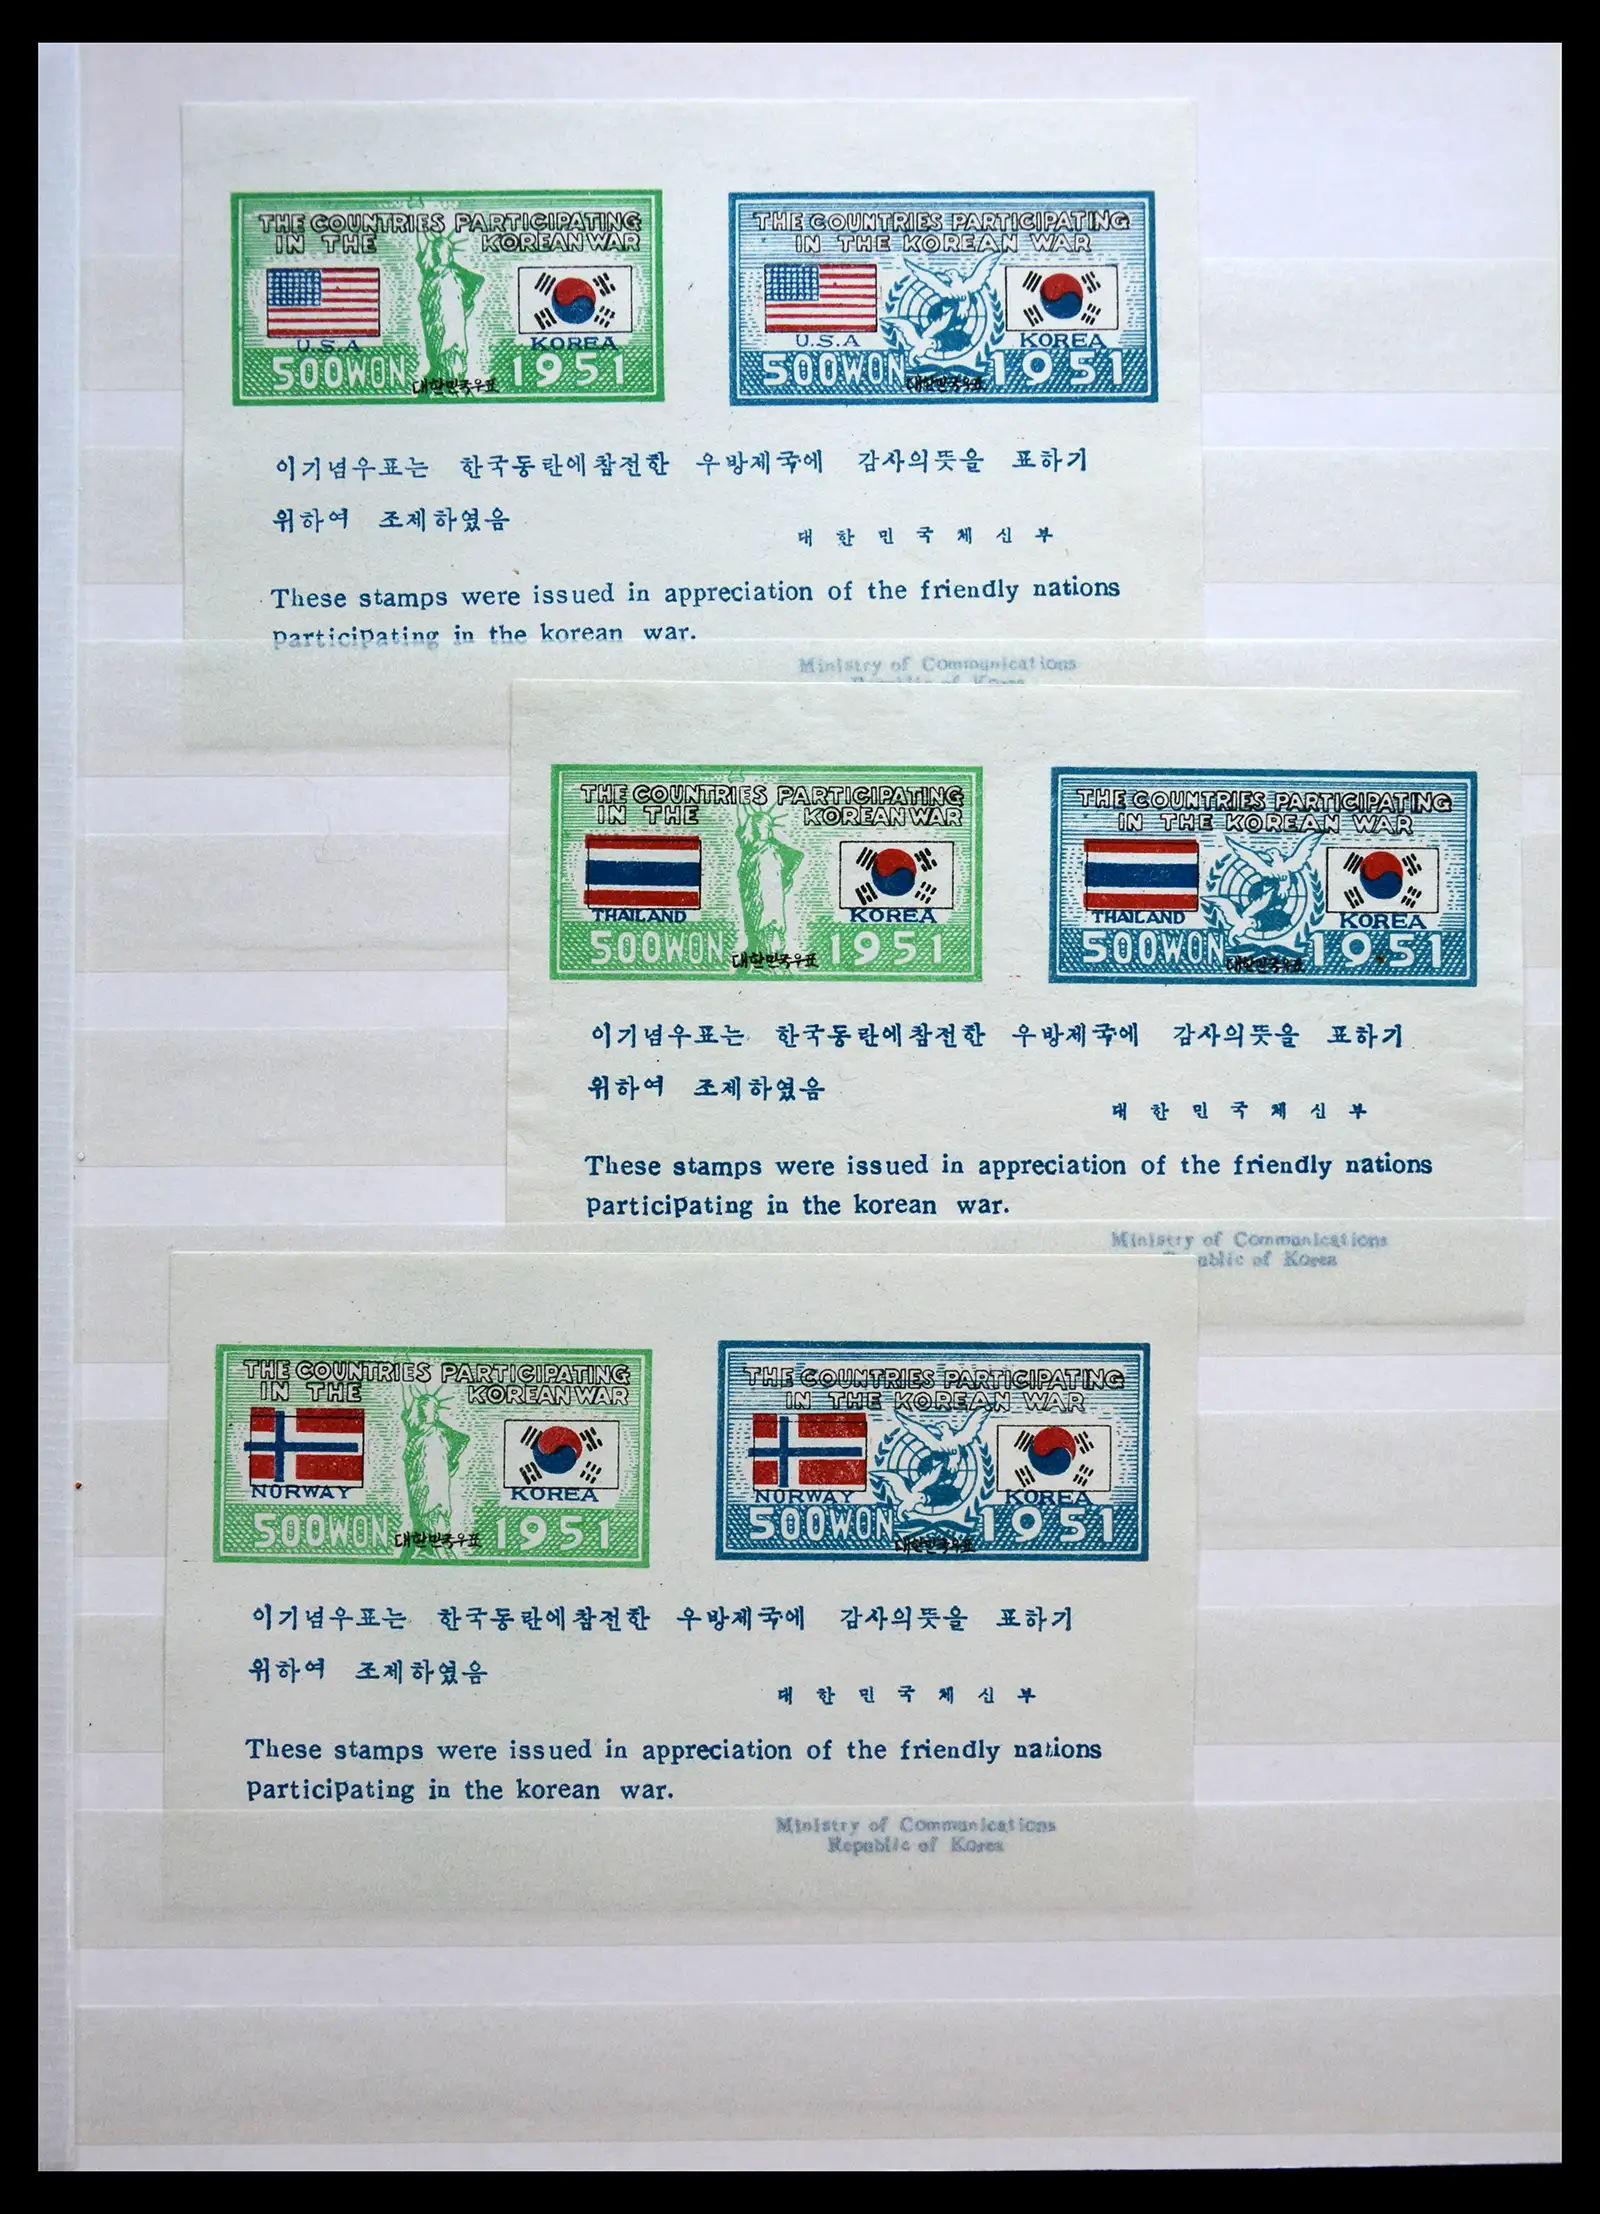 THE COUNTRIES PARTICIPATING
IN THE KOREAN WAR
U.S.A KOREA
500WON 1951
대한민국우표
THE COUNTRIES PARTICIPATING
IN THE KOREAN WAR
U.S.A KOREA
500WON 1951
대한민국우표
이기념우표는 한국동란에참전한 우방제국에 감사의뜻을 표하기
위하여 조제하였음
대한민국체신부
These stamps were issued in appreciation of the friendly nations
participating in the korean war.
Ministry of Communications
Republic of Korea
THE COUNTRIES PARTICIPATING
IN THE KOREAN WAR
THAILAND KOREA
500WON 1951
대한민국우표
THE COUNTRIES PARTICIPATING
IN THE KOREAN WAR
THAILAND KOREA
500WON 1951
대한민국우표
이기념우표는 한국동란에참전한 우방제국에 감사의뜻을 표하기
위하여 조제하였음
대한민국체신부
These stamps were issued in appreciation of the friendly nations
participating in the korean war.
Ministry of Communications
Republic of Korea
THE COUNTRIES PARTICIPATING
IN THE KOREAN WAR
NORWAY KOREA
500WON 1951
대한민국우표
THE COUNTRIES PARTICIPATING
IN THE KOREAN WAR
NORWAY KOREA
500WON 1951
대한민국우표
이기념우표는 한국동란에참전한 우방제국에 감사의뜻을 표하기
위하여 조제하였음
대한민국체신부
These stamps were issued in appreciation of the friendly nations
participating in the korean war.
Ministry of Communications
Republic of Korea